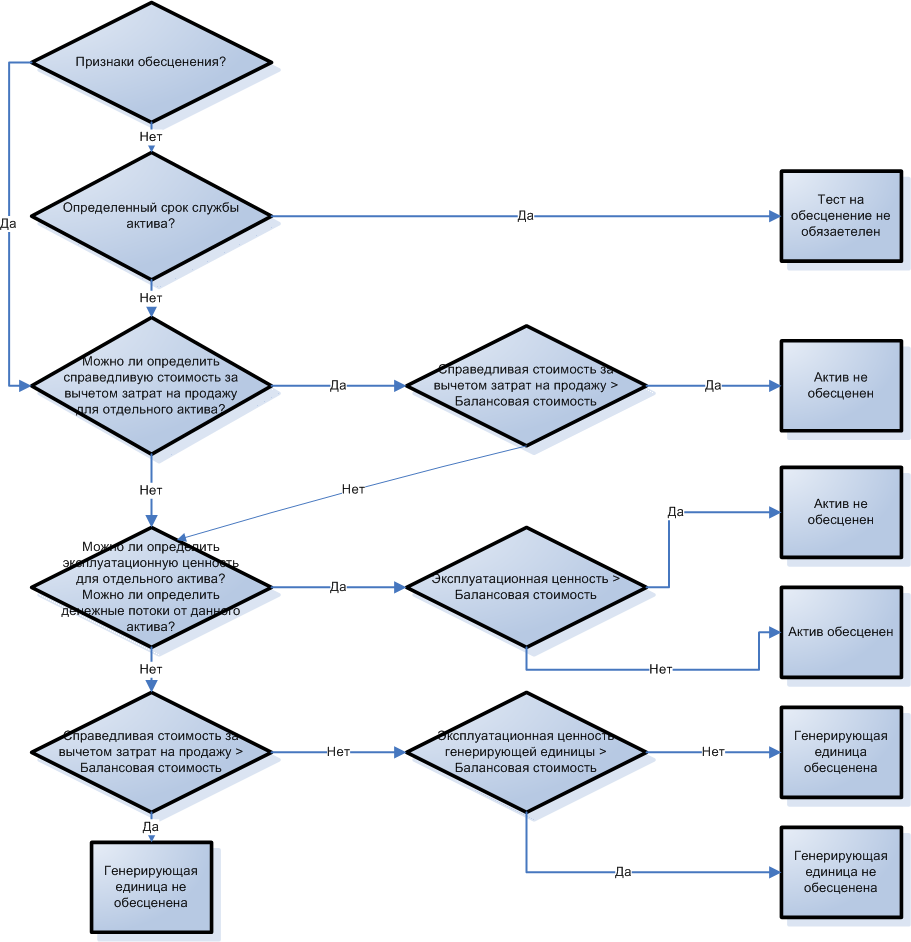 Признаки обесценения?
Нет
Да
Определенный срок службы
актива?
Да
Тест на
обесценение не
обязаетелен
Нет
Можно ли определить
справедливую стоимость за
вычетом затрат на продажу
для отдельного актива?
Да
Справедливая стоимость за
вычетом затрат на продажу >
Балансовая стоимость
Да
Актив не
обесценен
Нет
Нет
Можно ли определить
эксплуатационную ценность
для отдельного актива?
Можно ли определить
денежные потоки от данного
актива?
Да
Эксплуатационная ценность >
Балансовая стоимость
Да
Актив не
обесценен
Нет
Актив обесценен
Нет
Справедливая стоимость за
вычетом затрат на продажу >
Балансовая стоимость
Нет
Эксплуатационная ценность
генерирующей единицы >
Балансовая стоимость
Нет
Генерирующая
единица
обесценена
Да
Генерирующая
единица не
обесценена
Да
Генерирующая
единица не
обесценена